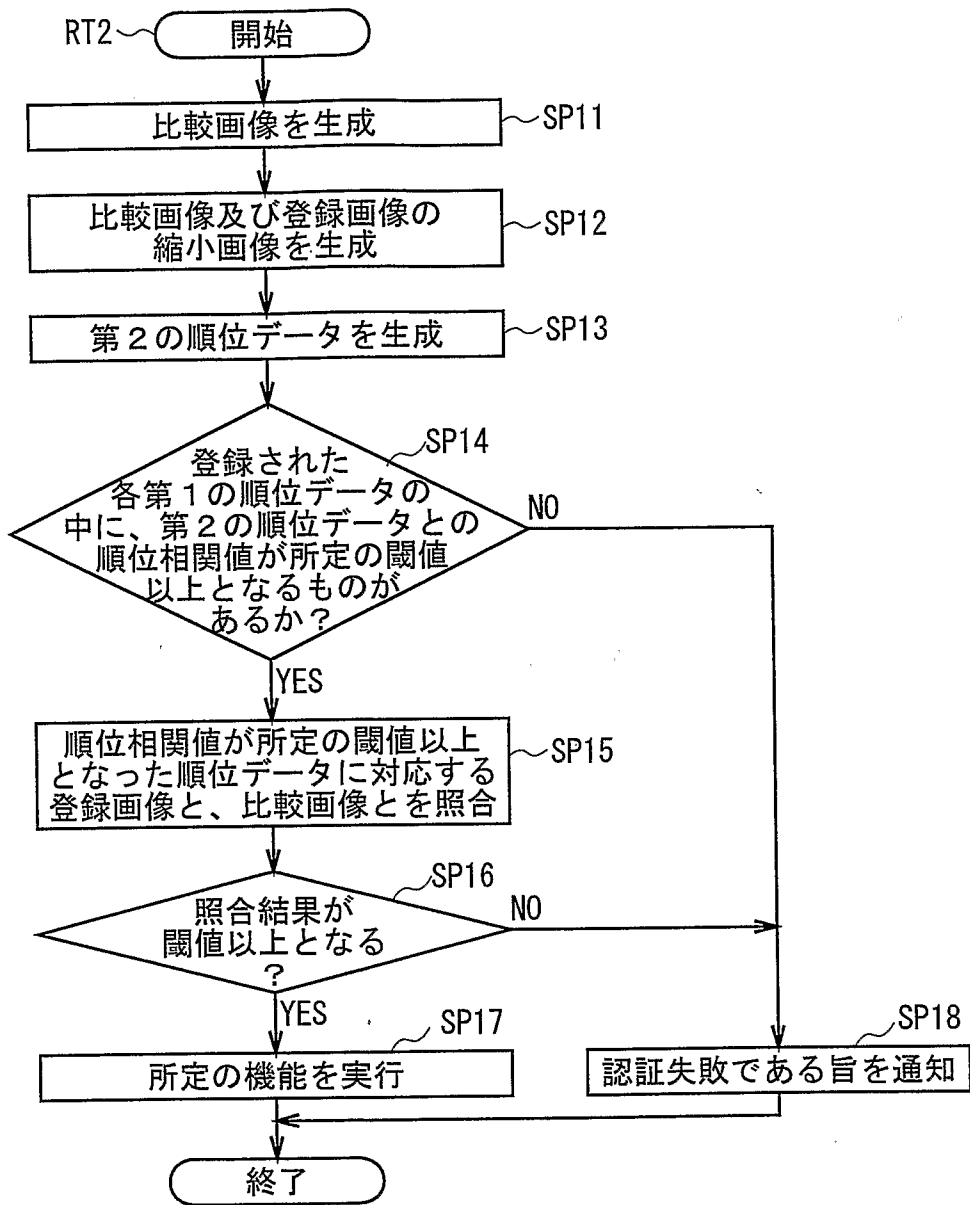 RT2
開始
比較画像を生成
SP11
比較画像及び登録画像の
縮小画像を生成
SP12
第2の順位データを生成
SP13
SP14
登録された
各第1の順位データの
中に、第2の順位データとの
順位相関値が所定の閾値
以上となるものが
あるか?
NO
YES
順位相関値が所定の閾値以上
となった順位データに対応する
登録画像と、比較画像とを照合
SP15
SP16
照合結果が
閾値以上となる
?
NO
YES
SP17
所定の機能を実行
SP18
認証失敗である旨を通知
終了